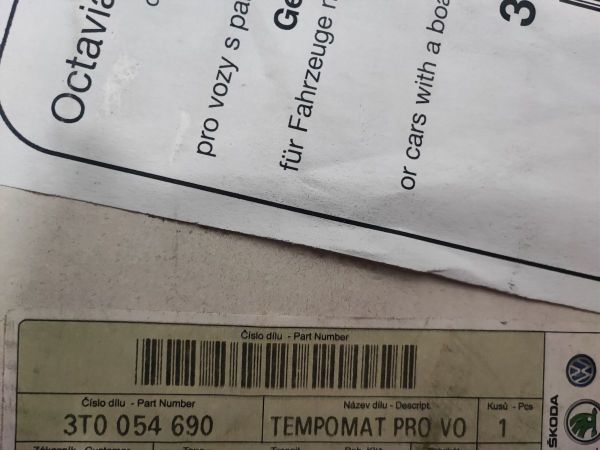 Octavia
pro vozy s pa
Ge
für Fahrzeuge
or cars with a boa
3
Číslo dílu - Part Number
Číslo dílu - Part Number
3T0 054 690
Název dílu - Descript.
TEMPOMAT PRO VO
Kusů - Pcs
1
ŠKODA